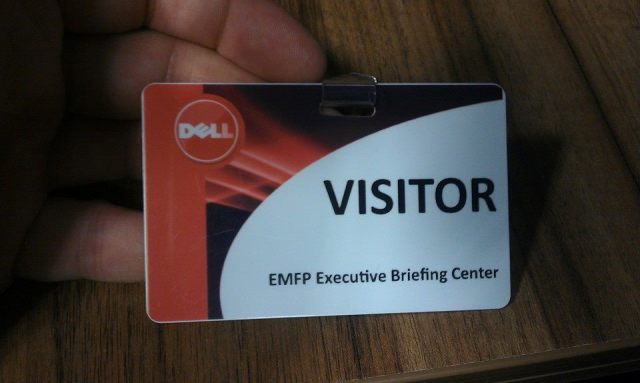 DELL
VISITOR
EMFP Executive Briefing Center